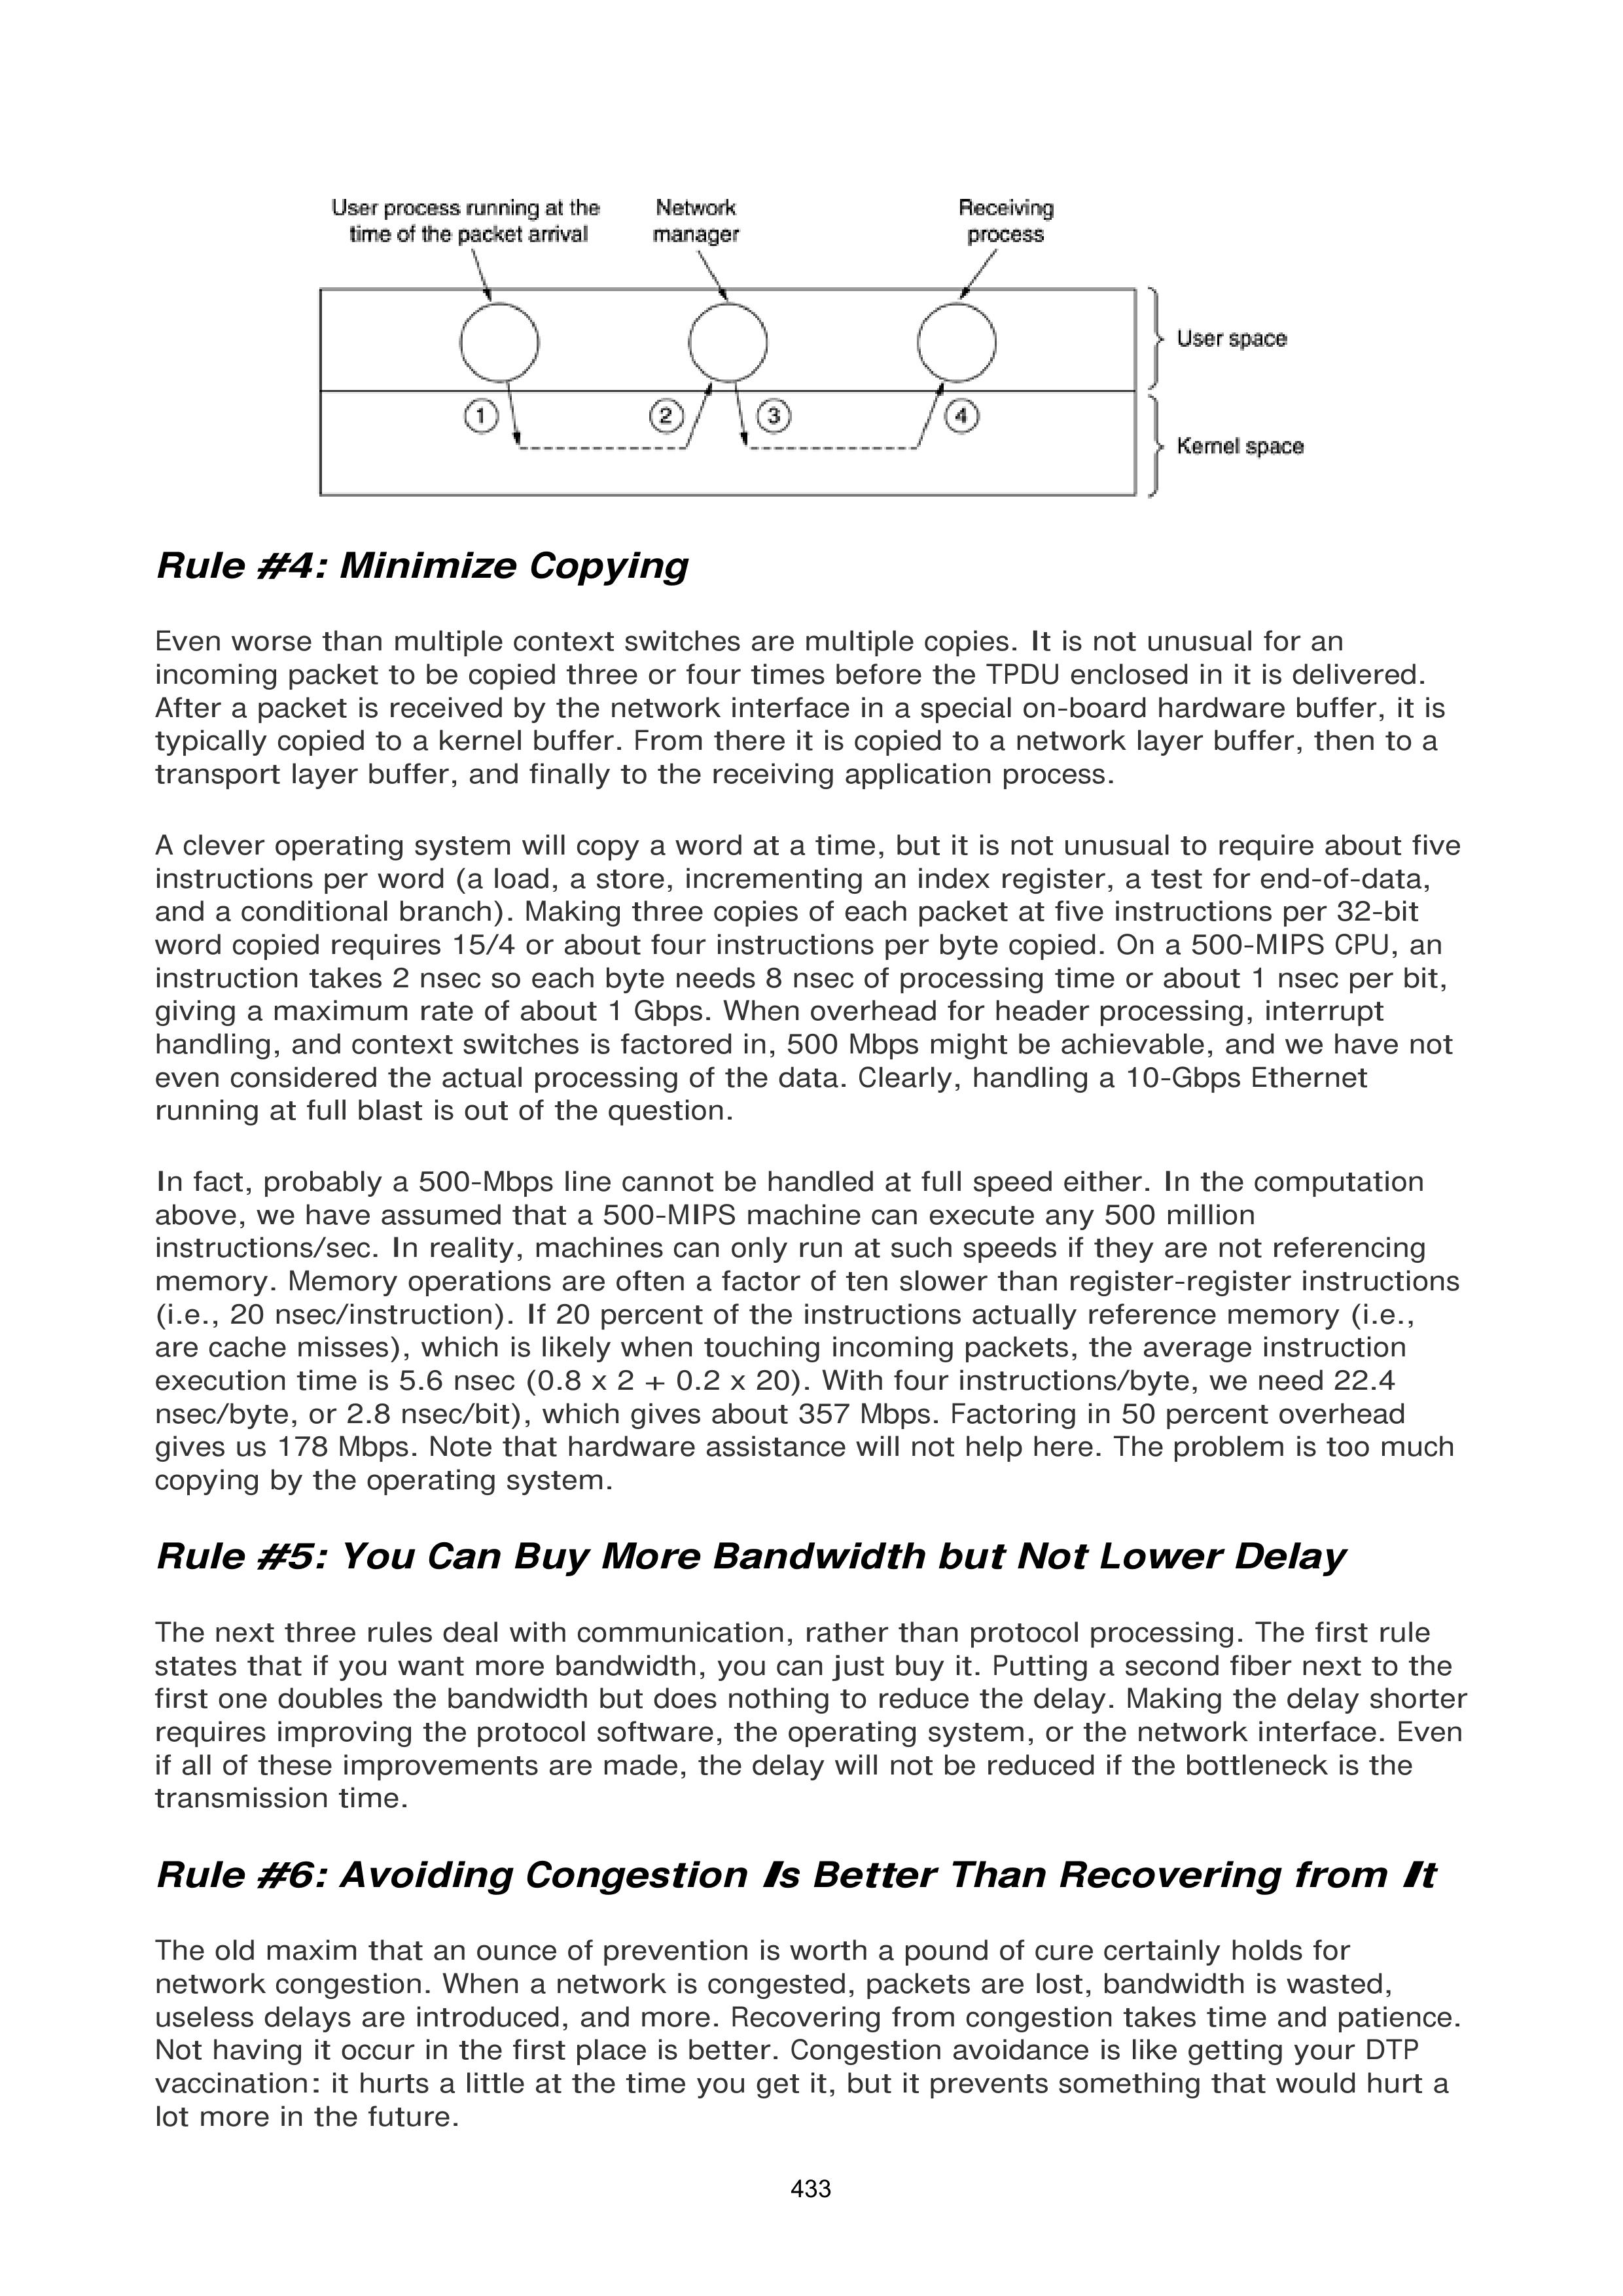 User process running at the
time of the packet arrival
Network
manager
Receiving
process
User space
1
2
3
4
Kernel space
Rule #4: Minimize Copying
Even worse than multiple context switches are multiple copies. It is not unusual for an
incoming packet to be copied three or four times before the TPDU enclosed in it is delivered.
After a packet is received by the network interface in a special on-board hardware buffer, it is
typically copied to a kernel buffer. From there it is copied to a network layer buffer, then to a
transport layer buffer, and finally to the receiving application process.
A clever operating system will copy a word at a time, but it is not unusual to require about five
instructions per word (a load, a store, incrementing an index register, a test for end-of-data,
and a conditional branch). Making three copies of each packet at five instructions per 32-bit
word copied requires 15/4 or about four instructions per byte copied. On a 500-MIPS CPU, an
instruction takes 2 nsec so each byte needs 8 nsec of processing time or about 1 nsec per bit,
giving a maximum rate of about 1 Gbps. When overhead for header processing, interrupt
handling, and context switches is factored in, 500 Mbps might be achievable, and we have not
even considered the actual processing of the data. Clearly, handling a 10-Gbps Ethernet
running at full blast is out of the question.
In fact, probably a 500-Mbps line cannot be handled at full speed either. In the computation
above, we have assumed that a 500-MIPS machine can execute any 500 million
instructions/sec. In reality, machines can only run at such speeds if they are not referencing
memory. Memory operations are often a factor of ten slower than register-register instructions
(i.e., 20 nsec/instruction). If 20 percent of the instructions actually reference memory (i.e.,
are cache misses), which is likely when touching incoming packets, the average instruction
execution time is 5.6 nsec (0.8 x 2 + 0.2 x 20). With four instructions/byte, we need 22.4
nsec/byte, or 2.8 nsec/bit), which gives about 357 Mbps. Factoring in 50 percent overhead
gives us 178 Mbps. Note that hardware assistance will not help here. The problem is too much
copying by the operating system.
Rule #5: You Can Buy More Bandwidth but Not Lower Delay
The next three rules deal with communication, rather than protocol processing. The first rule
states that if you want more bandwidth, you can just buy it. Putting a second fiber next to the
first one doubles the bandwidth but does nothing to reduce the delay. Making the delay shorter
requires improving the protocol software, the operating system, or the network interface. Even
if all of these improvements are made, the delay will not be reduced if the bottleneck is the
transmission time.
Rule #6: Avoiding Congestion Is Better Than Recovering from It
The old maxim that an ounce of prevention is worth a pound of cure certainly holds for
network congestion. When a network is congested, packets are lost, bandwidth is wasted,
useless delays are introduced, and more. Recovering from congestion takes time and patience.
Not having it occur in the first place is better. Congestion avoidance is like getting your DTP
vaccination: it hurts a little at the time you get it, but it prevents something that would hurt a
lot more in the future.
433